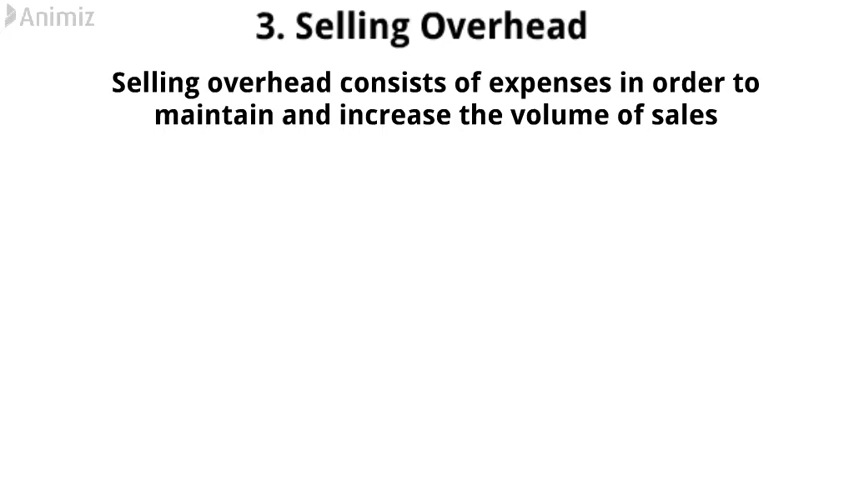 Animiz
3. Selling Overhead
Selling overhead consists of expenses in order to
maintain and increase the volume of sales